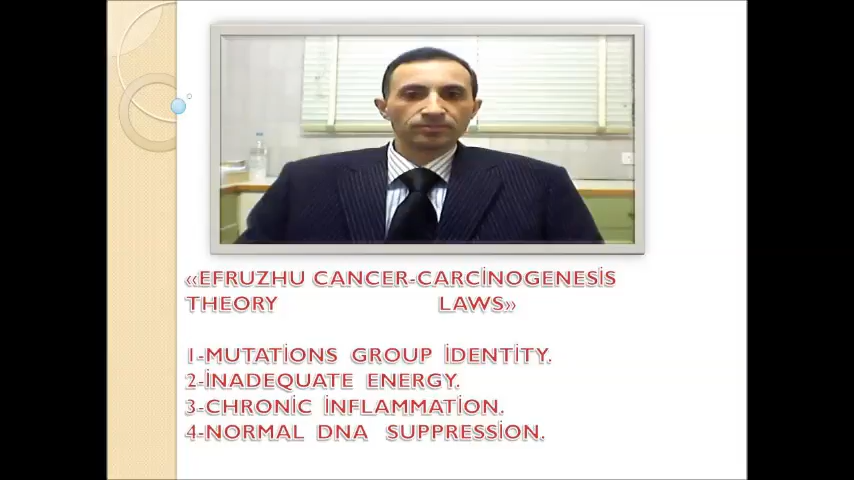 ‹‹EFRUZHU CANCER-CARCİNOGENESİS
THEORY LAWS››
1-MUTATİONS GROUP İDENTİTY.
2-İNADEQUATE ENERGY.
3-CHRONİC İNFLAMMATİON.
4-NORMAL DNA SUPPRESSİON.